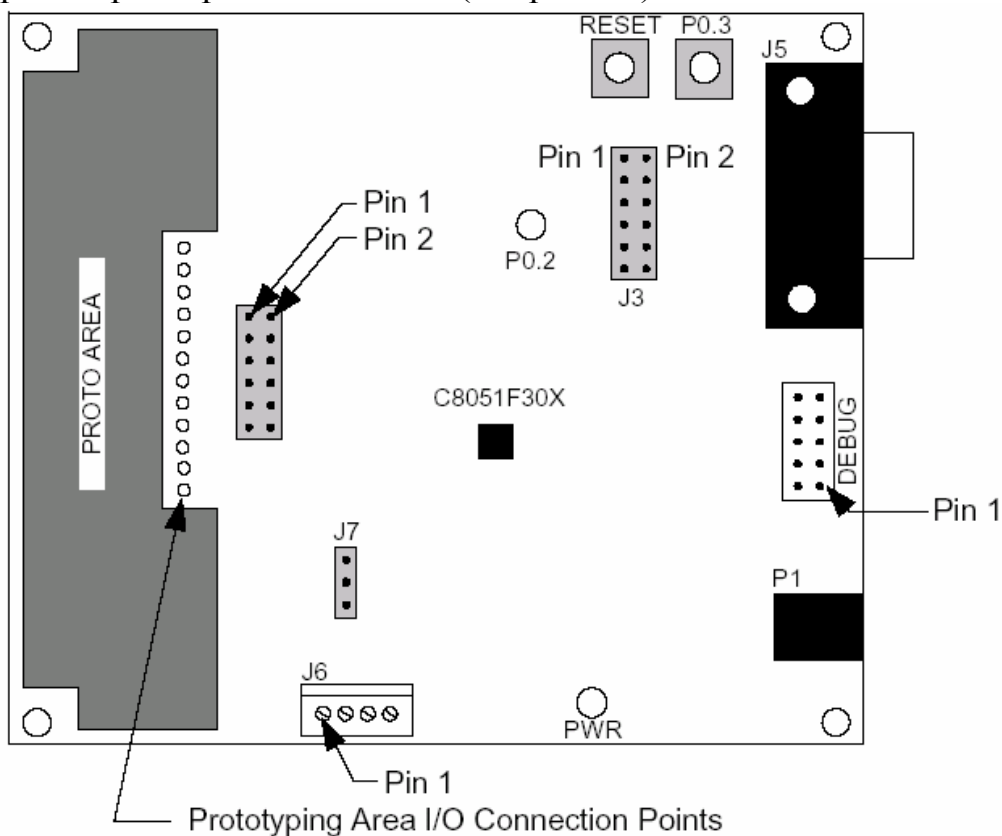 RESET P0.3
J5
Pin 1 Pin 2
Pin 1
Pin 2
P0.2
J3
PROTO AREA
C8051F30X
DEBUG
Pin 1
J7
P1
J6
PWR
Pin 1
Prototyping Area I/O Connection Points